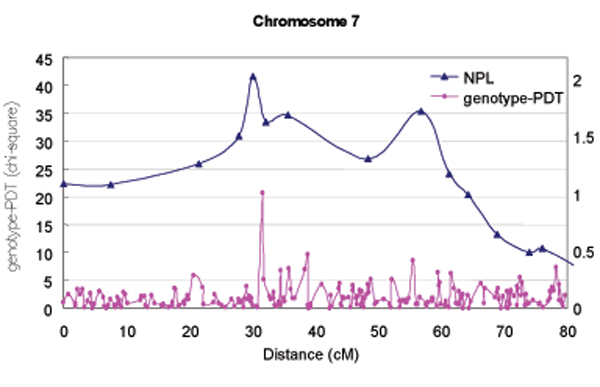 Chromosome 7
genotype-PDT (chi-square)
45
40
35
30
25
20
15
10
5
0
NPL
genotype-PDT
2
1.5
1
0.5
0
0 10 20 30 40 50 60 70 80
Distance (cM)